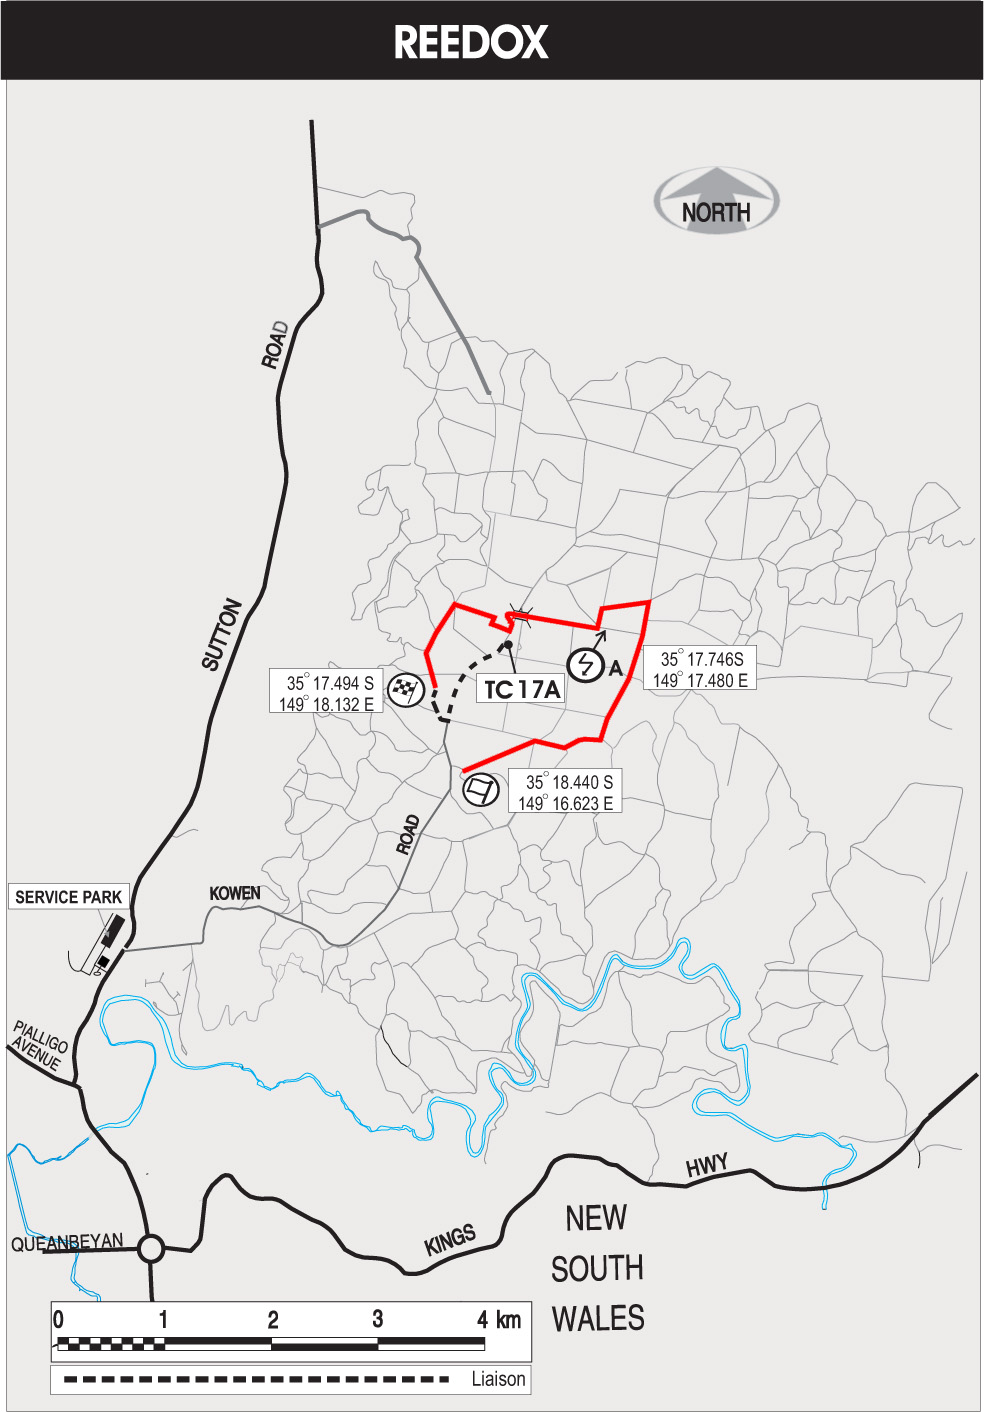 REEDOX
NORTH
ROAD
SUTTON
35° 17.494 S
149° 18.132 E
TC 17A
A
35° 17.746S
149° 17.480 E
35° 18.440 S
149° 16.623 E
ROAD
KOWEN
SERVICE PARK
PIALLIGO
AVENUE
HWY
KINGS
QUEANBEYAN
NEW
SOUTH
WALES
0 1 2 3 4 km
Liaison